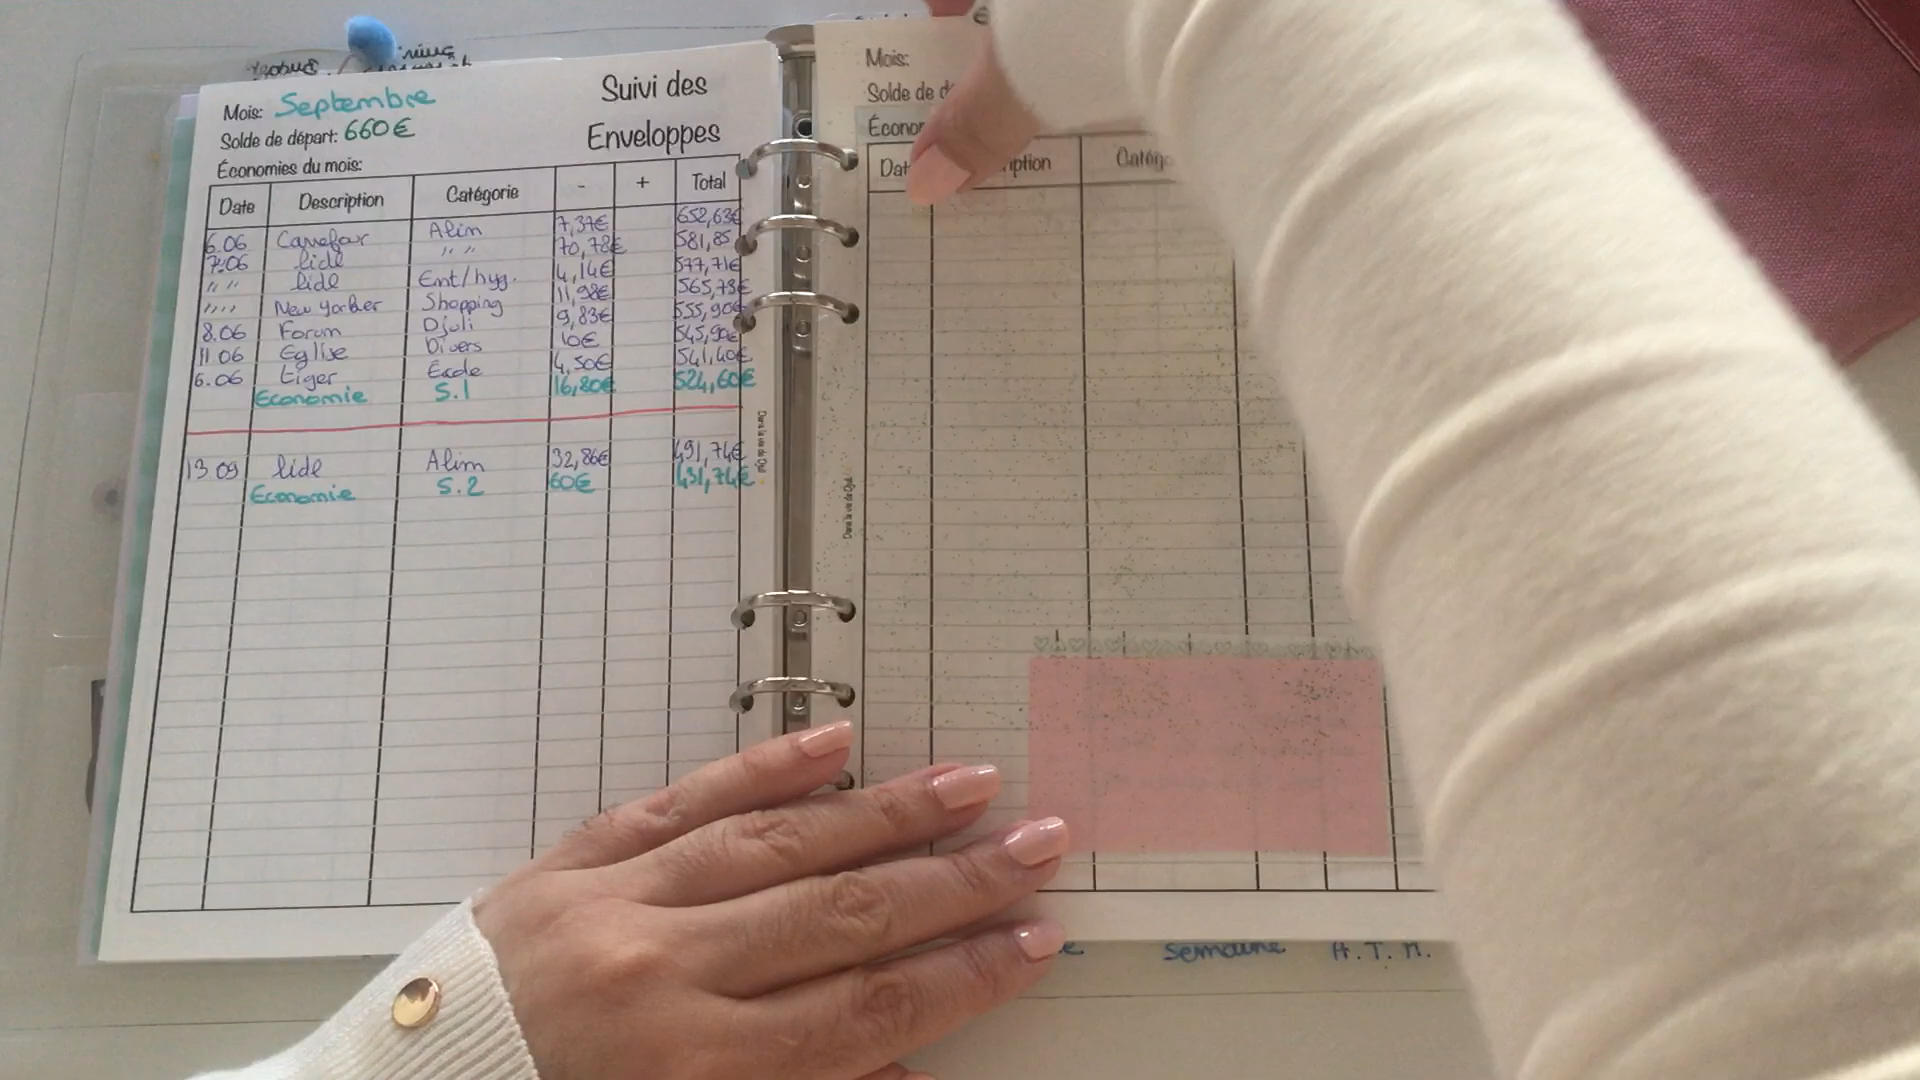 Mois: Septembre
Suivi des
Solde de départ: 660€
Enveloppes
Économies du mois:
Date Description Catégorie - + Total
6.06 Carrefour Alim 7,37€ 652,63€
7.06 lidl " " 70,78€ 581,85
" " lidl Ent/hyg. 4,14€ 577,71€
" " New Yorker Shopping 11,98€ 565,73€
8.06 Forum Djuli 9,83€ 555,90€
11.06 Eglise Divers 10€ 545,90€
6.06 tiger Ecole 4,50€ 541,40€
Economie S.1 16,80€ 524,60€
13 09 lidl Alim 32,86€ 491,74€
Economie S.2 60€ 431,74€
Mois:
Solde de
Date Catégo
Semaine A.T.M.